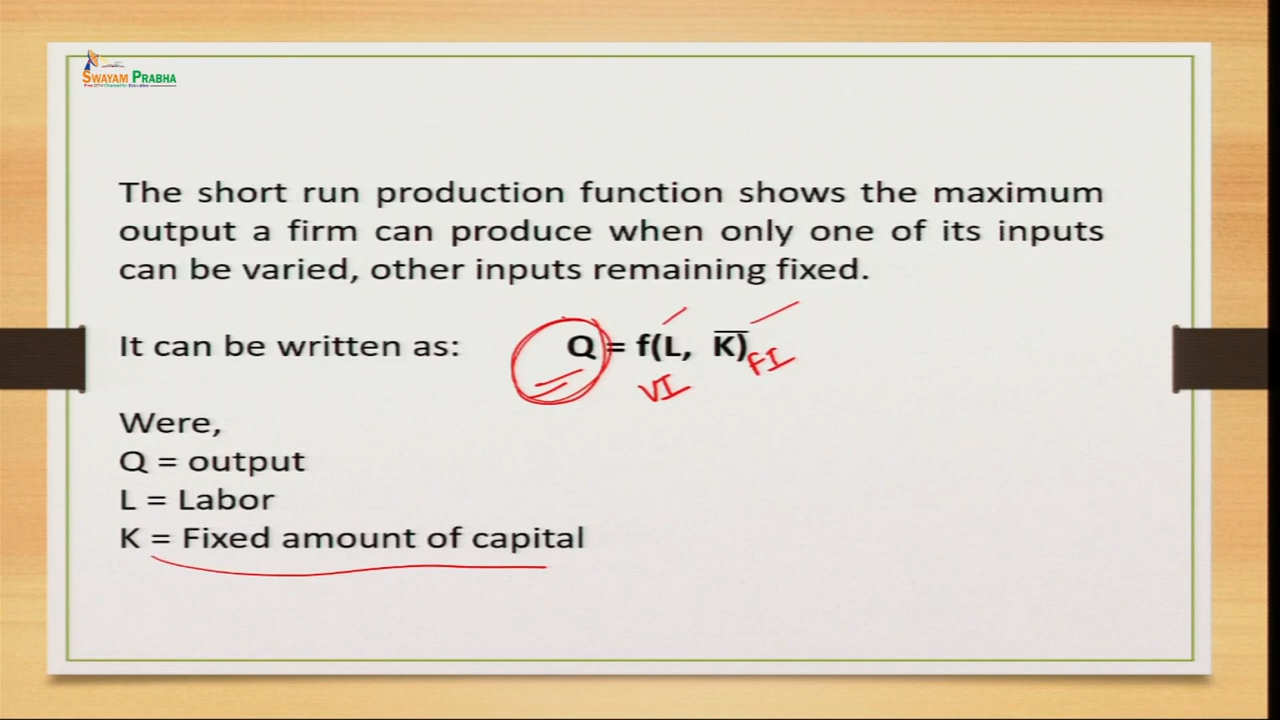 SWAYAM PRABHA
The short run production function shows the maximum
output a firm can produce when only one of its inputs
can be varied, other inputs remaining fixed.
It can be written as: Q = f(L, K̅)
VI FI
Were,
Q = output
L = Labor
K = Fixed amount of capital